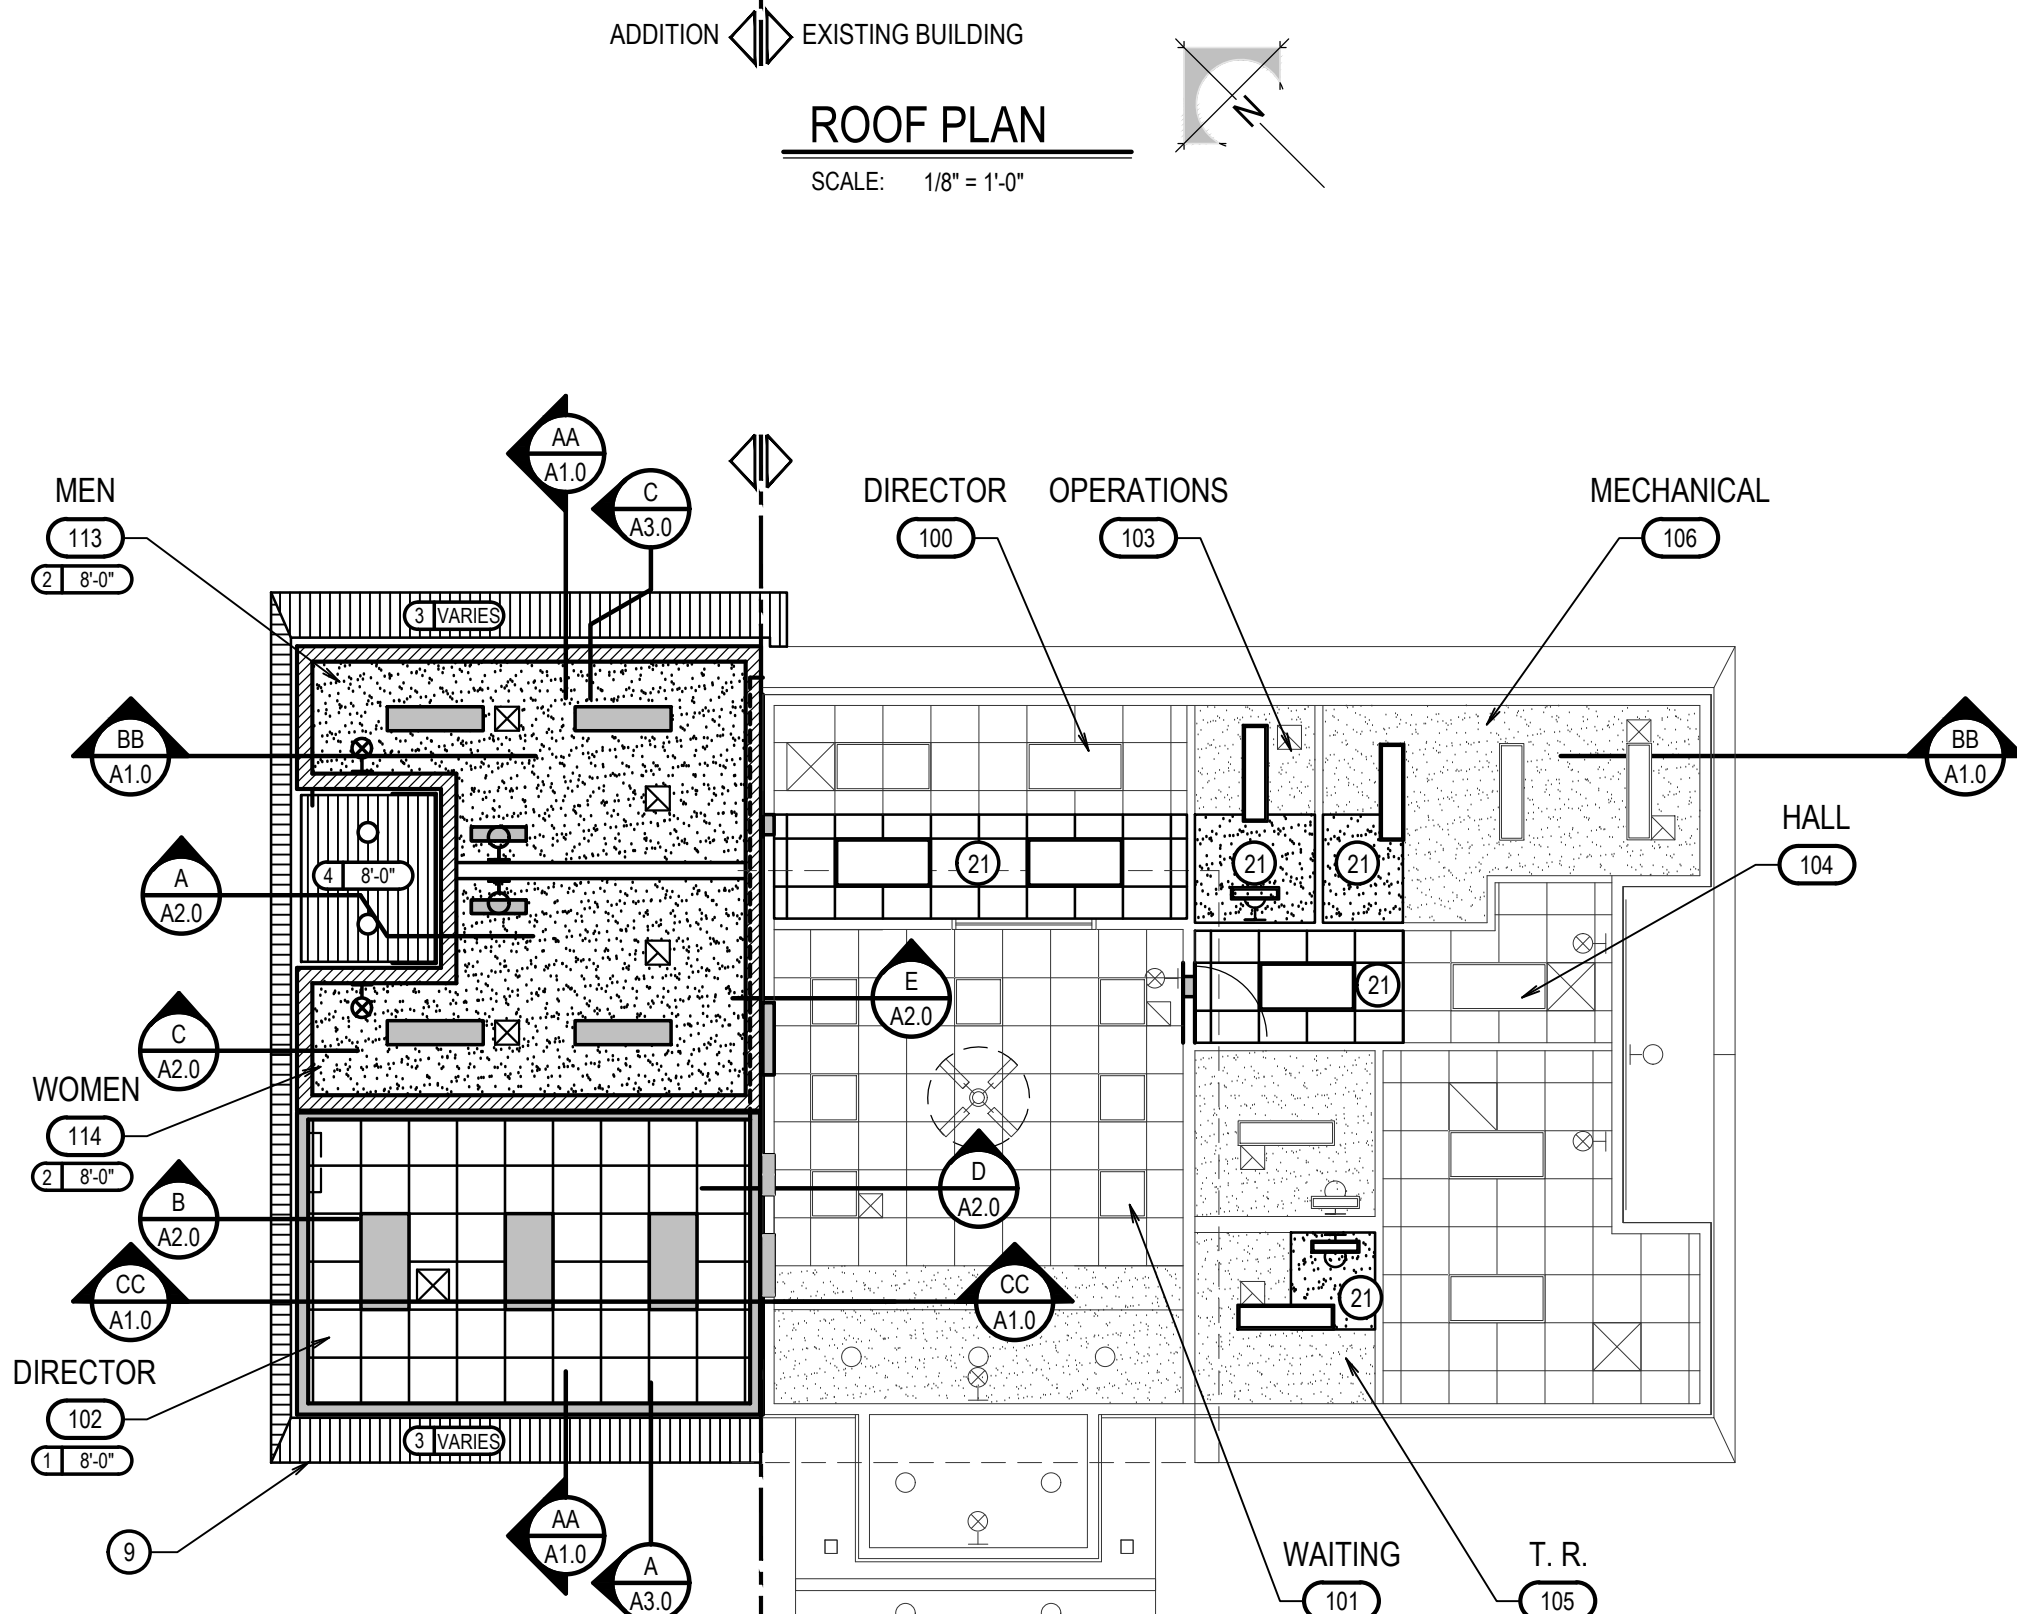 ADDITION EXISTING BUILDING
N
ROOF PLAN
SCALE: 1/8" = 1'-0"
AA
A1.0
C
A3.0
MEN
113
2 8'-0"
DIRECTOR
100
OPERATIONS
103
MECHANICAL
106
3 VARIES
BB
A1.0
BB
A1.0
HALL
104
21
21
21
4 8'-0"
A
A2.0
E
A2.0
21
C
A2.0
WOMEN
114
2 8'-0"
B
A2.0
D
A2.0
CC
A1.0
CC
A1.0
21
DIRECTOR
102
1 8'-0"
3 VARIES
9
AA
A1.0
A
A3.0
WAITING
101
T. R.
105